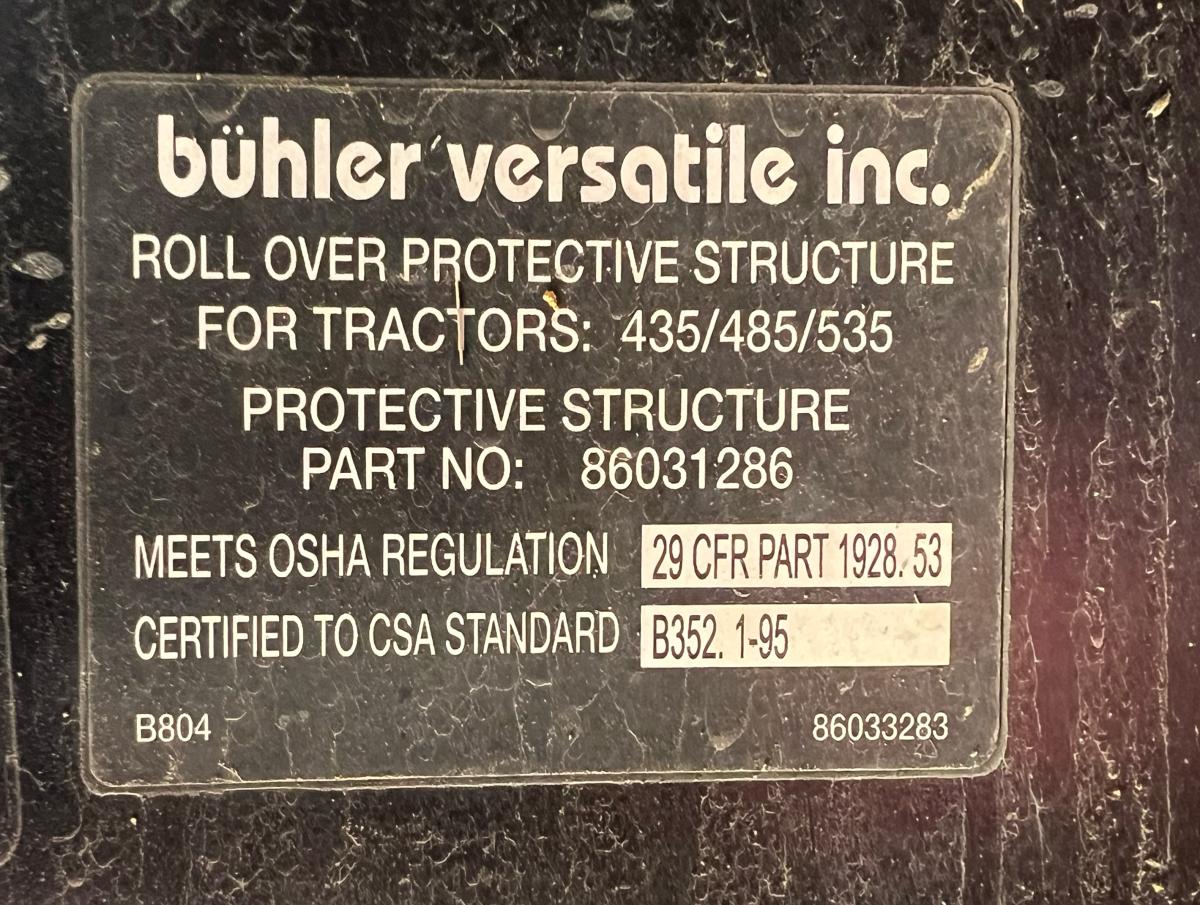 bühler versatile inc.
ROLL OVER PROTECTIVE STRUCTURE
FOR TRACTORS: 435/485/535
PROTECTIVE STRUCTURE
PART NO: 86031286
MEETS OSHA REGULATION 29 CFR PART 1928. 53
CERTIFIED TO CSA STANDARD B352. 1-95
B804 86033283